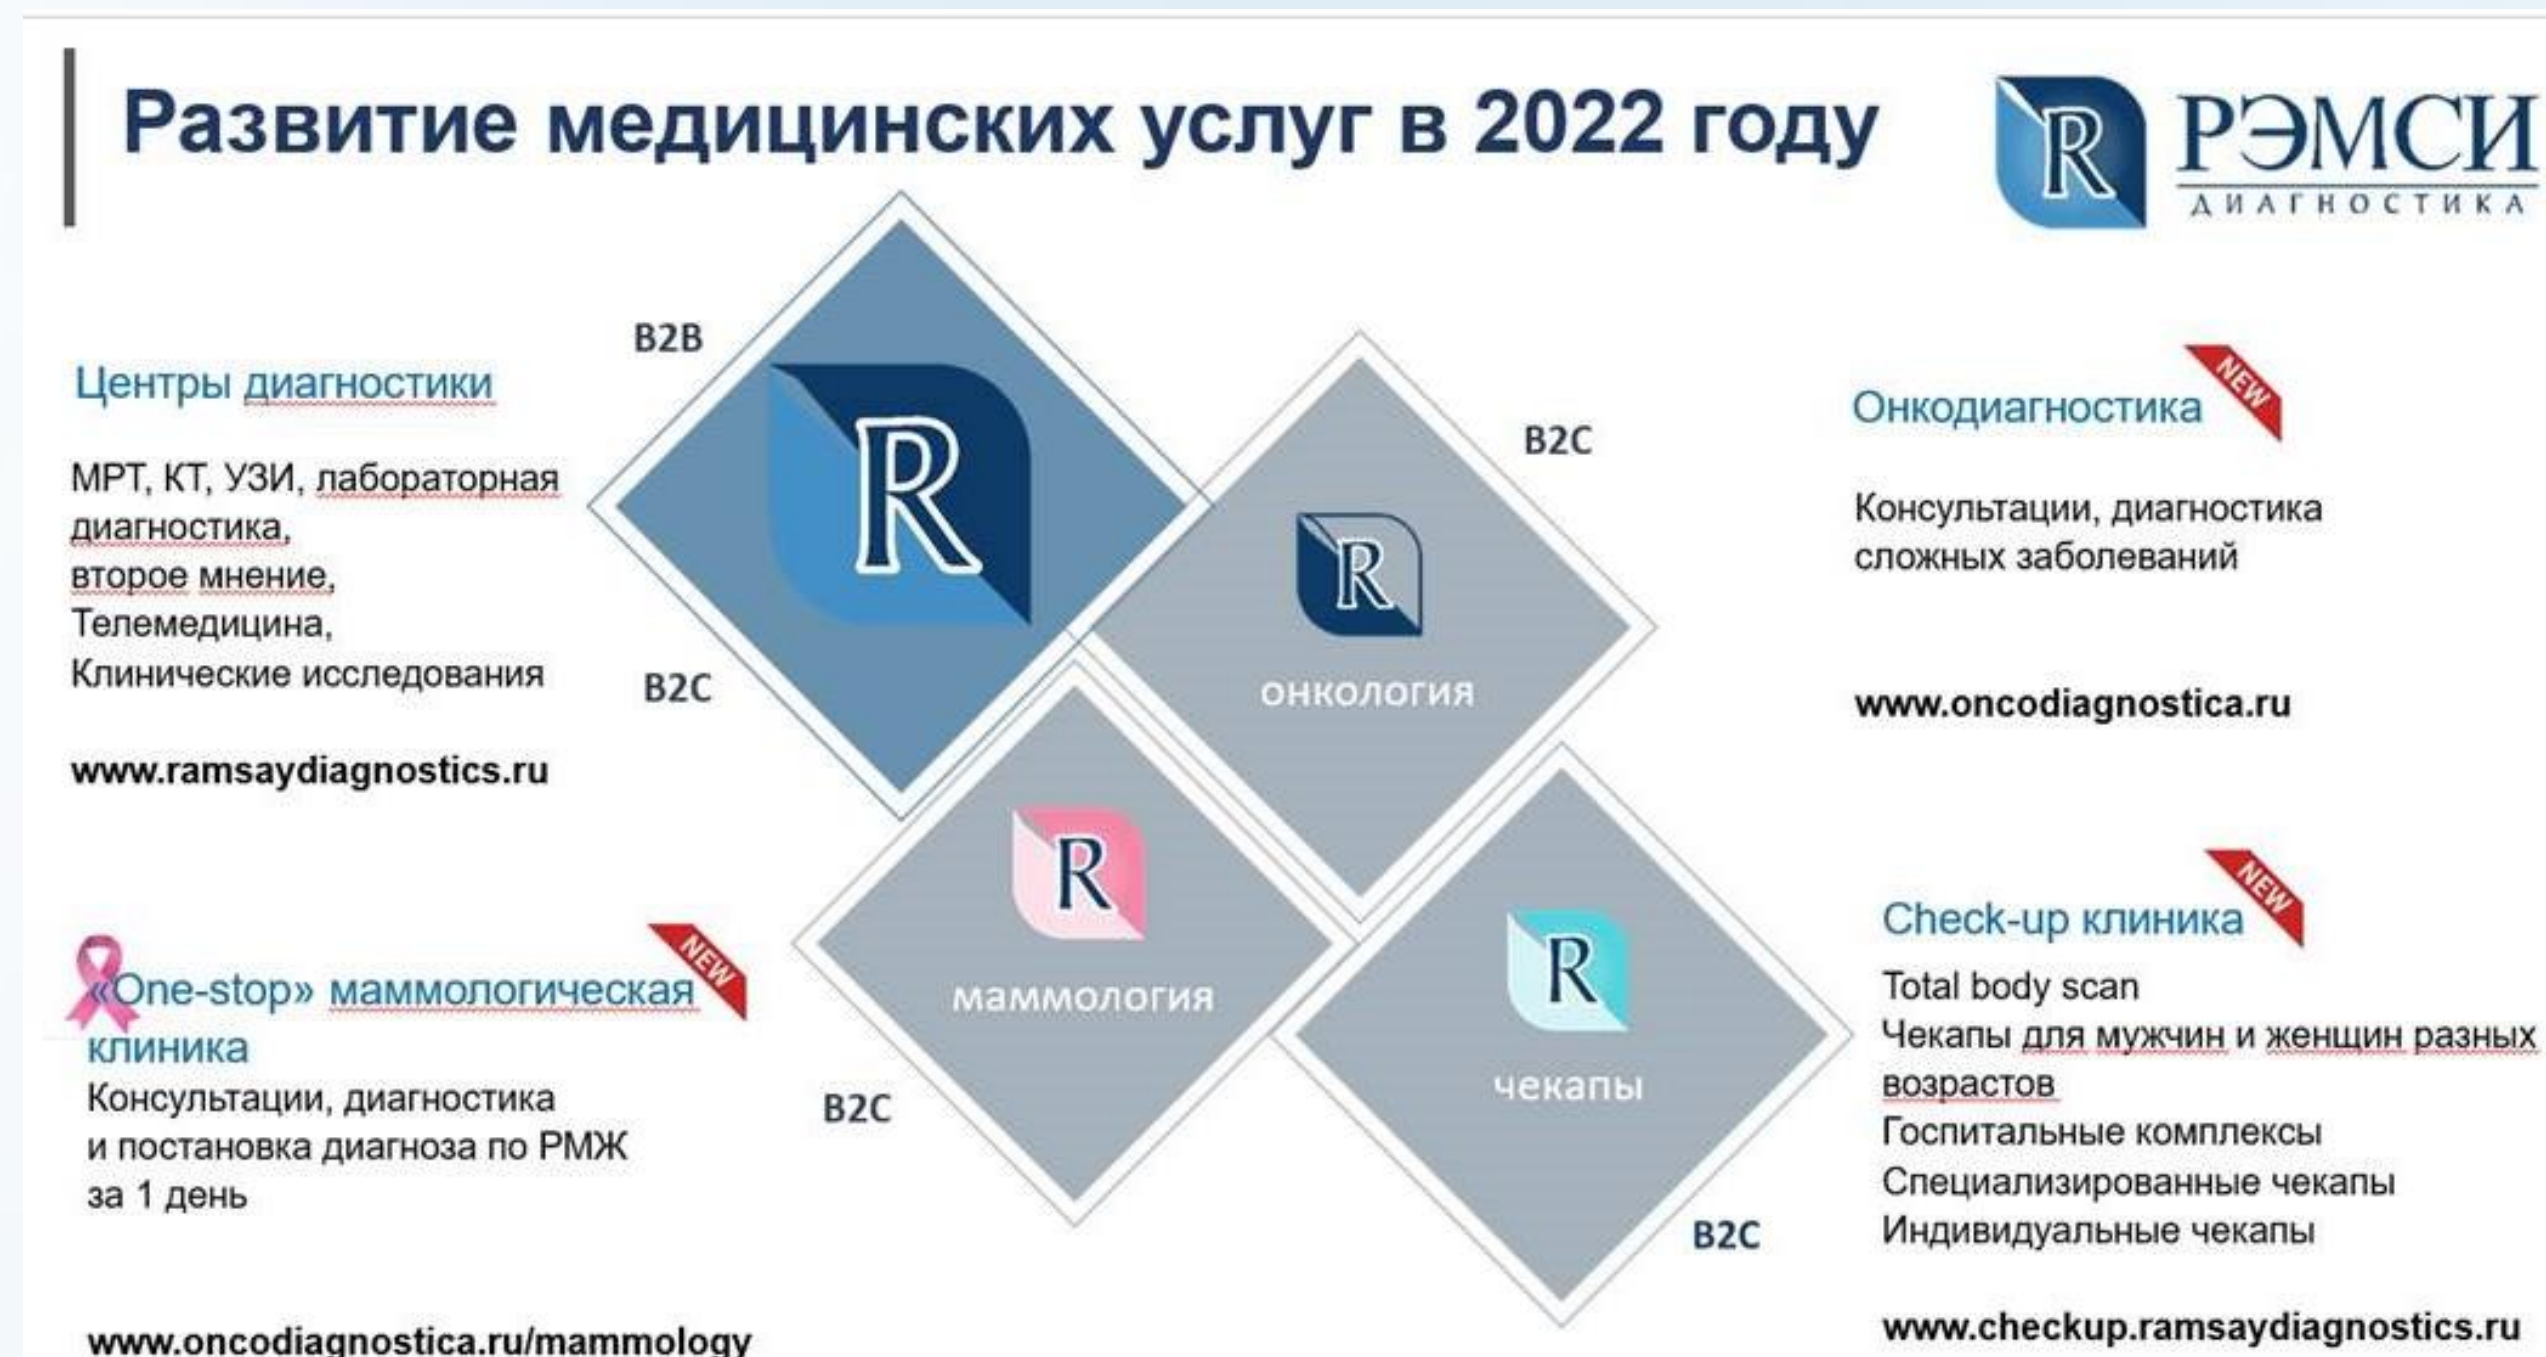 Развитие медицинских услуг в 2022 году
R
РЭМСИ
ДИАГНОСТИКА
B2B
Центры диагностики
МРТ, КТ, УЗИ, лабораторная
диагностика,
второе мнение,
Телемедицина,
Клинические исследования
www.ramsaydiagnostics.ru
B2C
R
B2C
R
онкология
NEW
Онкодиагностика
Консультации, диагностика
сложных заболеваний
www.oncodiagnostica.ru
NEW
«One-stop» маммологическая
клиника
Консультации, диагностика
и постановка диагноза по РМЖ
за 1 день
www.oncodiagnostica.ru/mammology
R
маммология
B2C
R
чекапы
B2C
NEW
Check-up клиника
Total body scan
Чекапы для мужчин и женщин разных
возрастов
Госпитальные комплексы
Специализированные чекапы
Индивидуальные чекапы
www.checkup.ramsaydiagnostics.ru